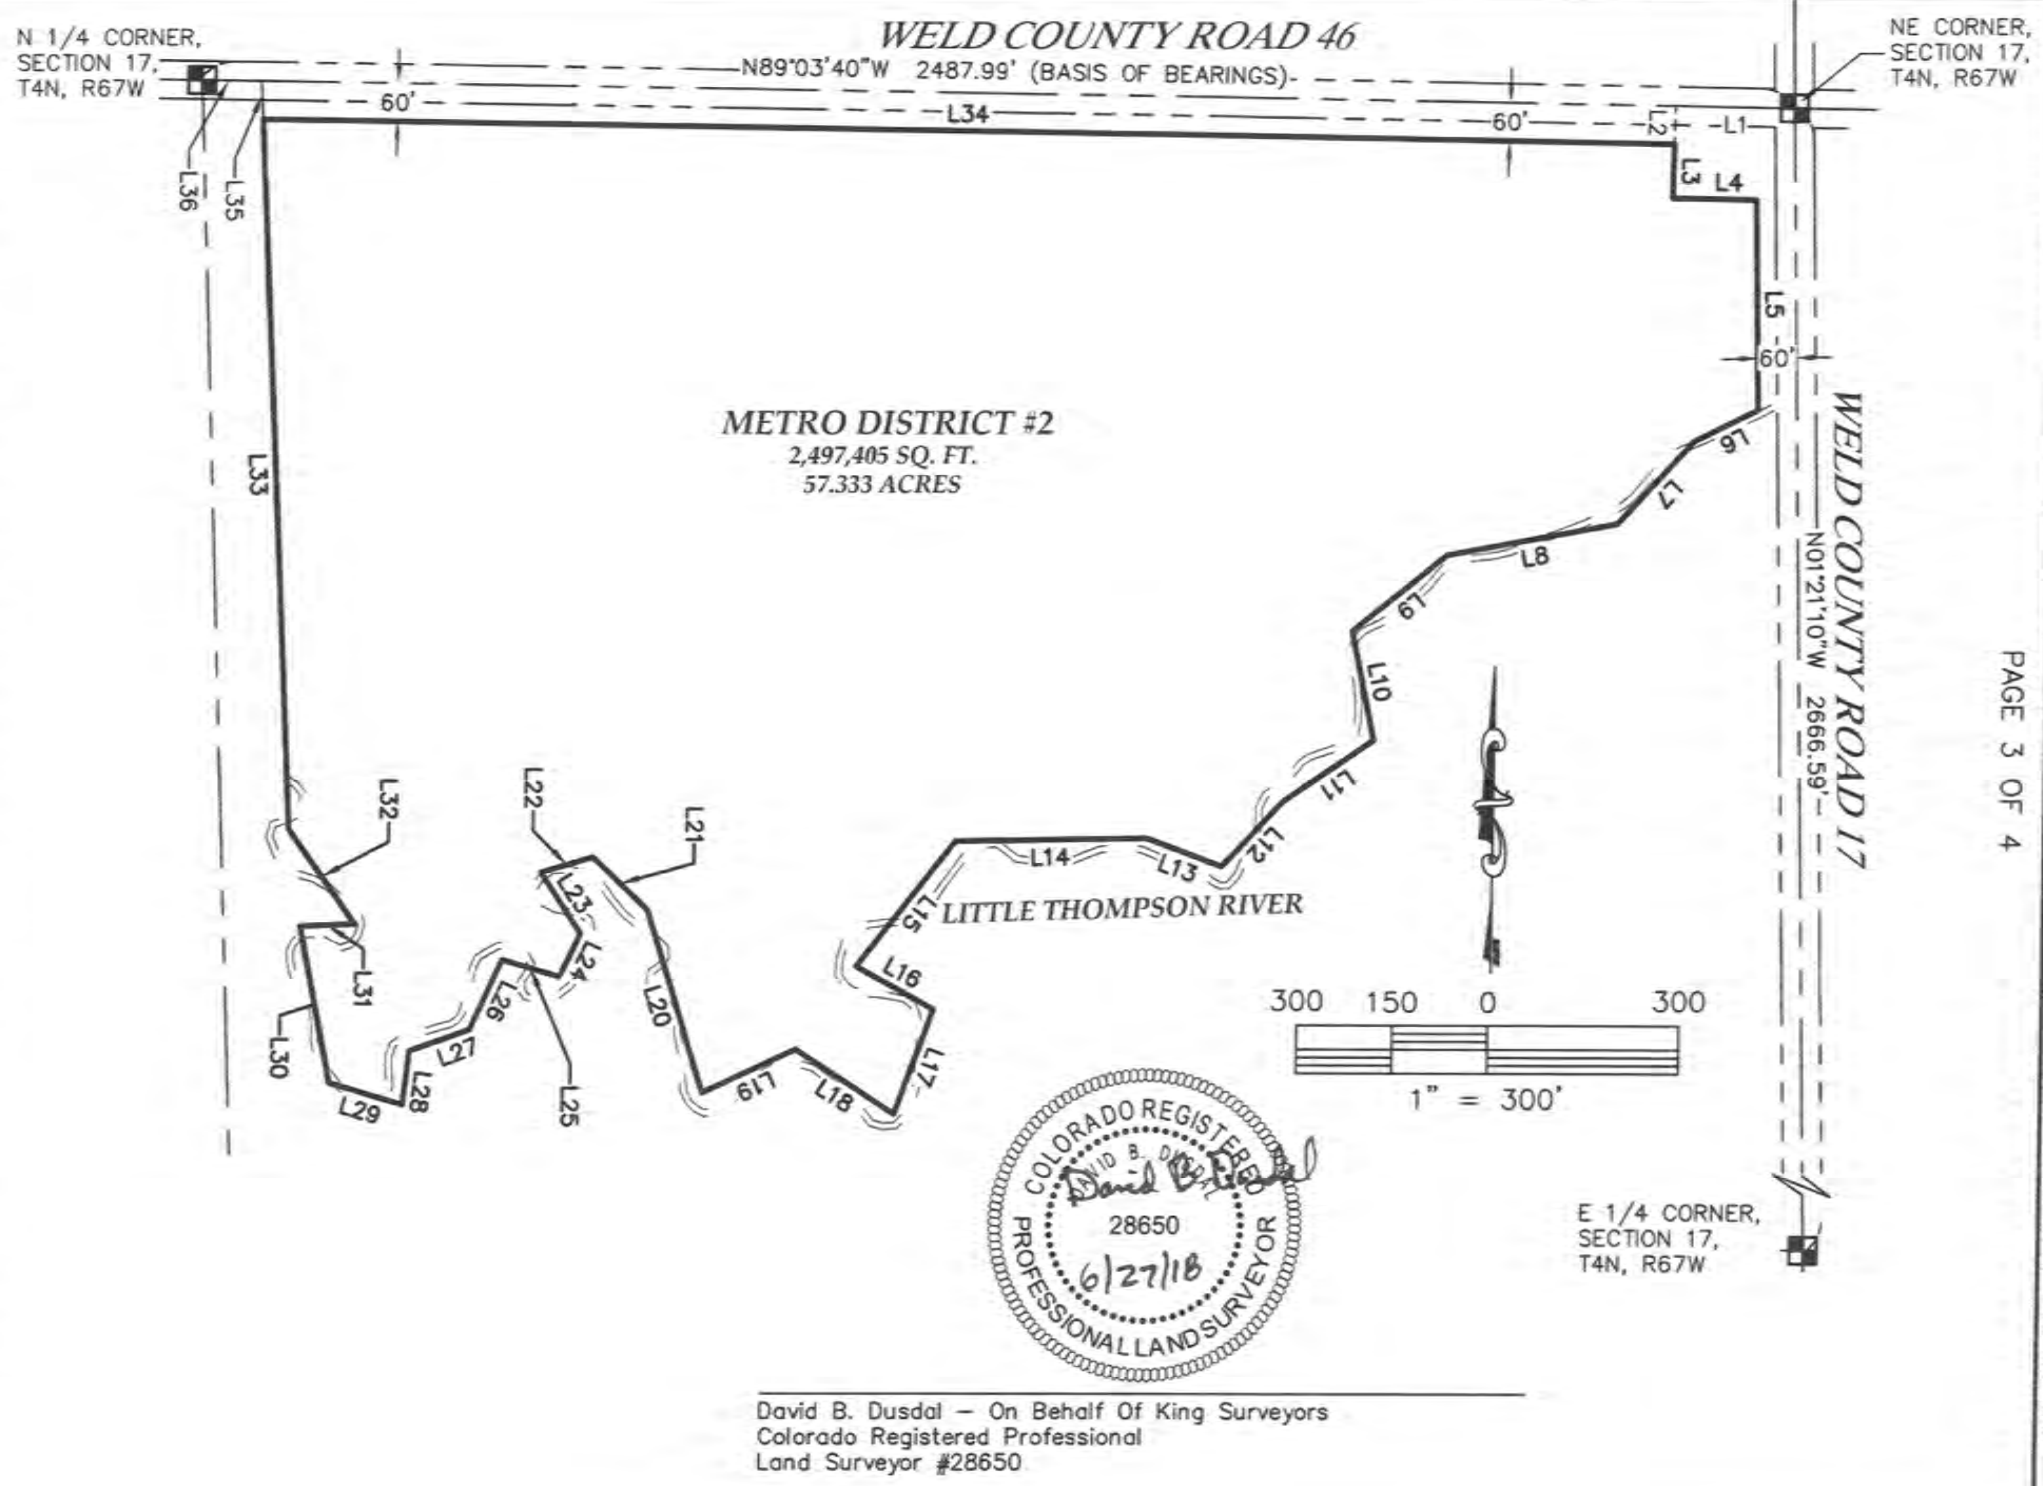 WELD COUNTY ROAD 46
N 1/4 CORNER,
SECTION 17,
T4N, R67W
N89°03'40"W 2487.99' (BASIS OF BEARINGS)
NE CORNER,
SECTION 17,
T4N, R67W
60'
L34
60'
L2
L1
L36
L35
L3
L4
L5
60'
WELD COUNTY ROAD 17
N01°21'10"W 2666.59'
PAGE 3 OF 4
METRO DISTRICT #2
2,497,405 SQ. FT.
57.333 ACRES
L33
L6
L7
L8
L9
L10
L11
L12
L13
L14
L15
LITTLE THOMPSON RIVER
L16
L17
L18
L19
L20
L21
L22
L23
L24
L25
L26
L27
L28
L29
L30
L31
L32
300 150 0 300
1" = 300'
COLORADO REGISTERED
DAVID B. DUSDAL
David B. Dusdal
28650
6/27/18
PROFESSIONAL LAND SURVEYOR
E 1/4 CORNER,
SECTION 17,
T4N, R67W
David B. Dusdal – On Behalf Of King Surveyors
Colorado Registered Professional
Land Surveyor #28650